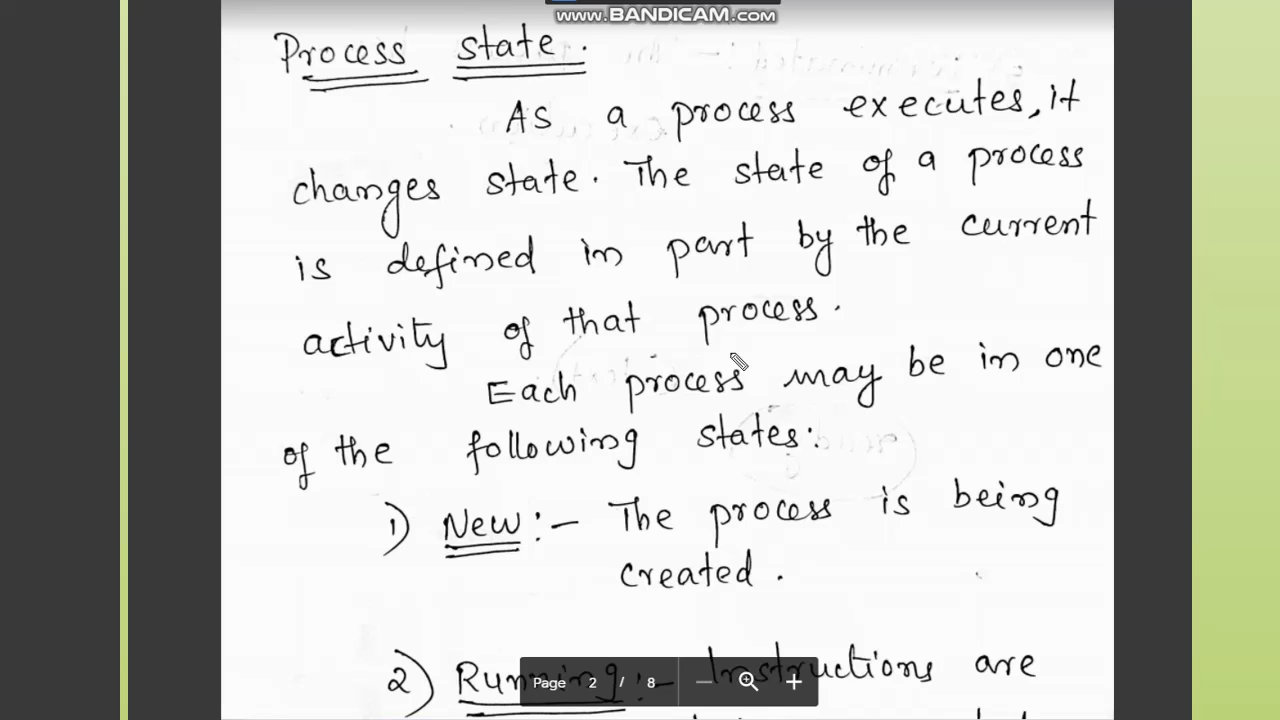 WWW.BANDICAM.COM
Process state.
As a process executes, it
changes state. The state of a process
is defined in part by the current
activity of that process.
Each process may be in one
of the following states:
1) New :- The process is being
created.
2) Running :- Instructions are
Page 2 / 8